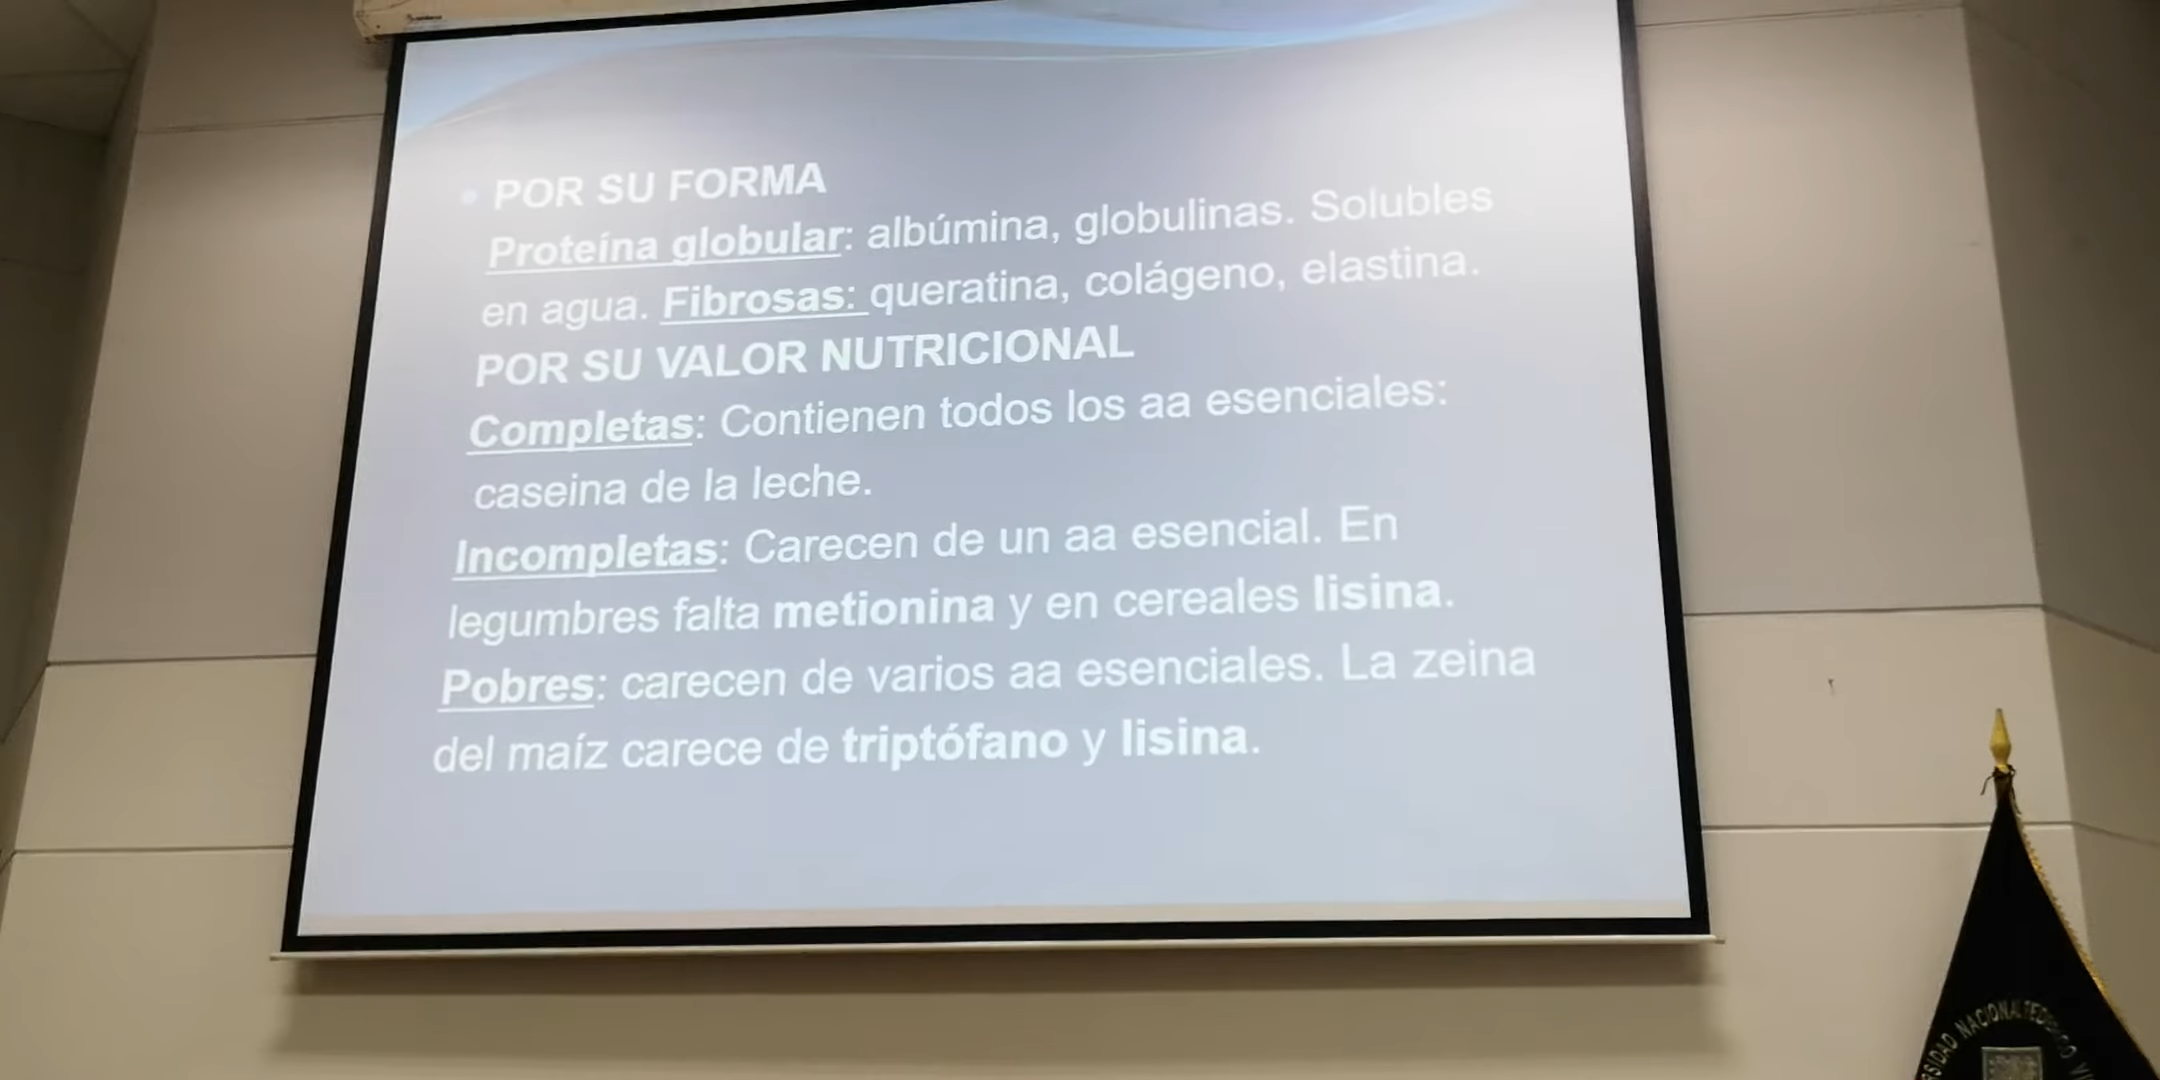 • POR SU FORMA
Proteína globular: albúmina, globulinas. Solubles
en agua. Fibrosas: queratina, colágeno, elastina.
POR SU VALOR NUTRICIONAL
Completas: Contienen todos los aa esenciales:
caseina de la leche.
Incompletas: Carecen de un aa esencial. En
legumbres falta metionina y en cereales lisina.
Pobres: carecen de varios aa esenciales. La zeina
del maíz carece de triptófano y lisina.
NACIONAL